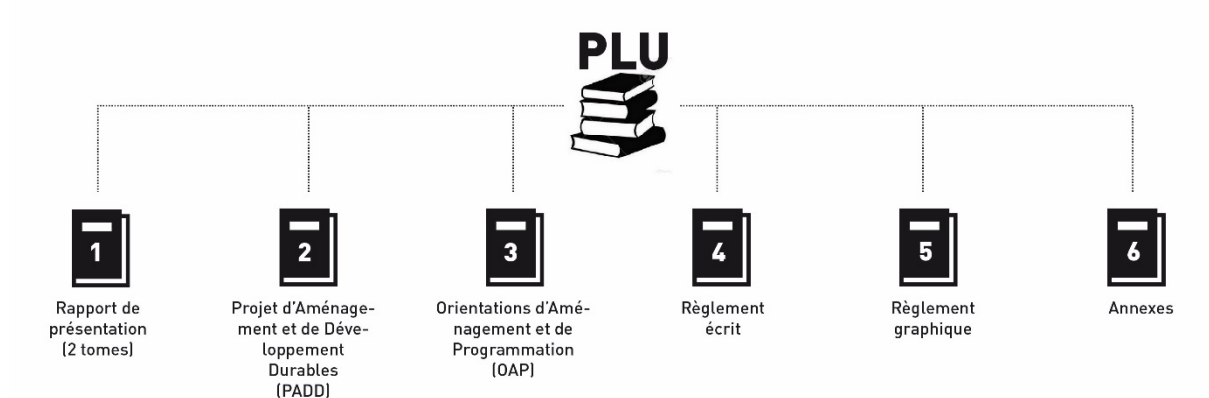 PLU
1
Rapport de
présentation
(2 tomes)
2
Projet d'Aménage-
ment et de Déve-
loppement
Durables
(PADD)
3
Orientations d'Amé-
nagement et de
Programmation
(OAP)
4
Règlement
écrit
5
Règlement
graphique
6
Annexes